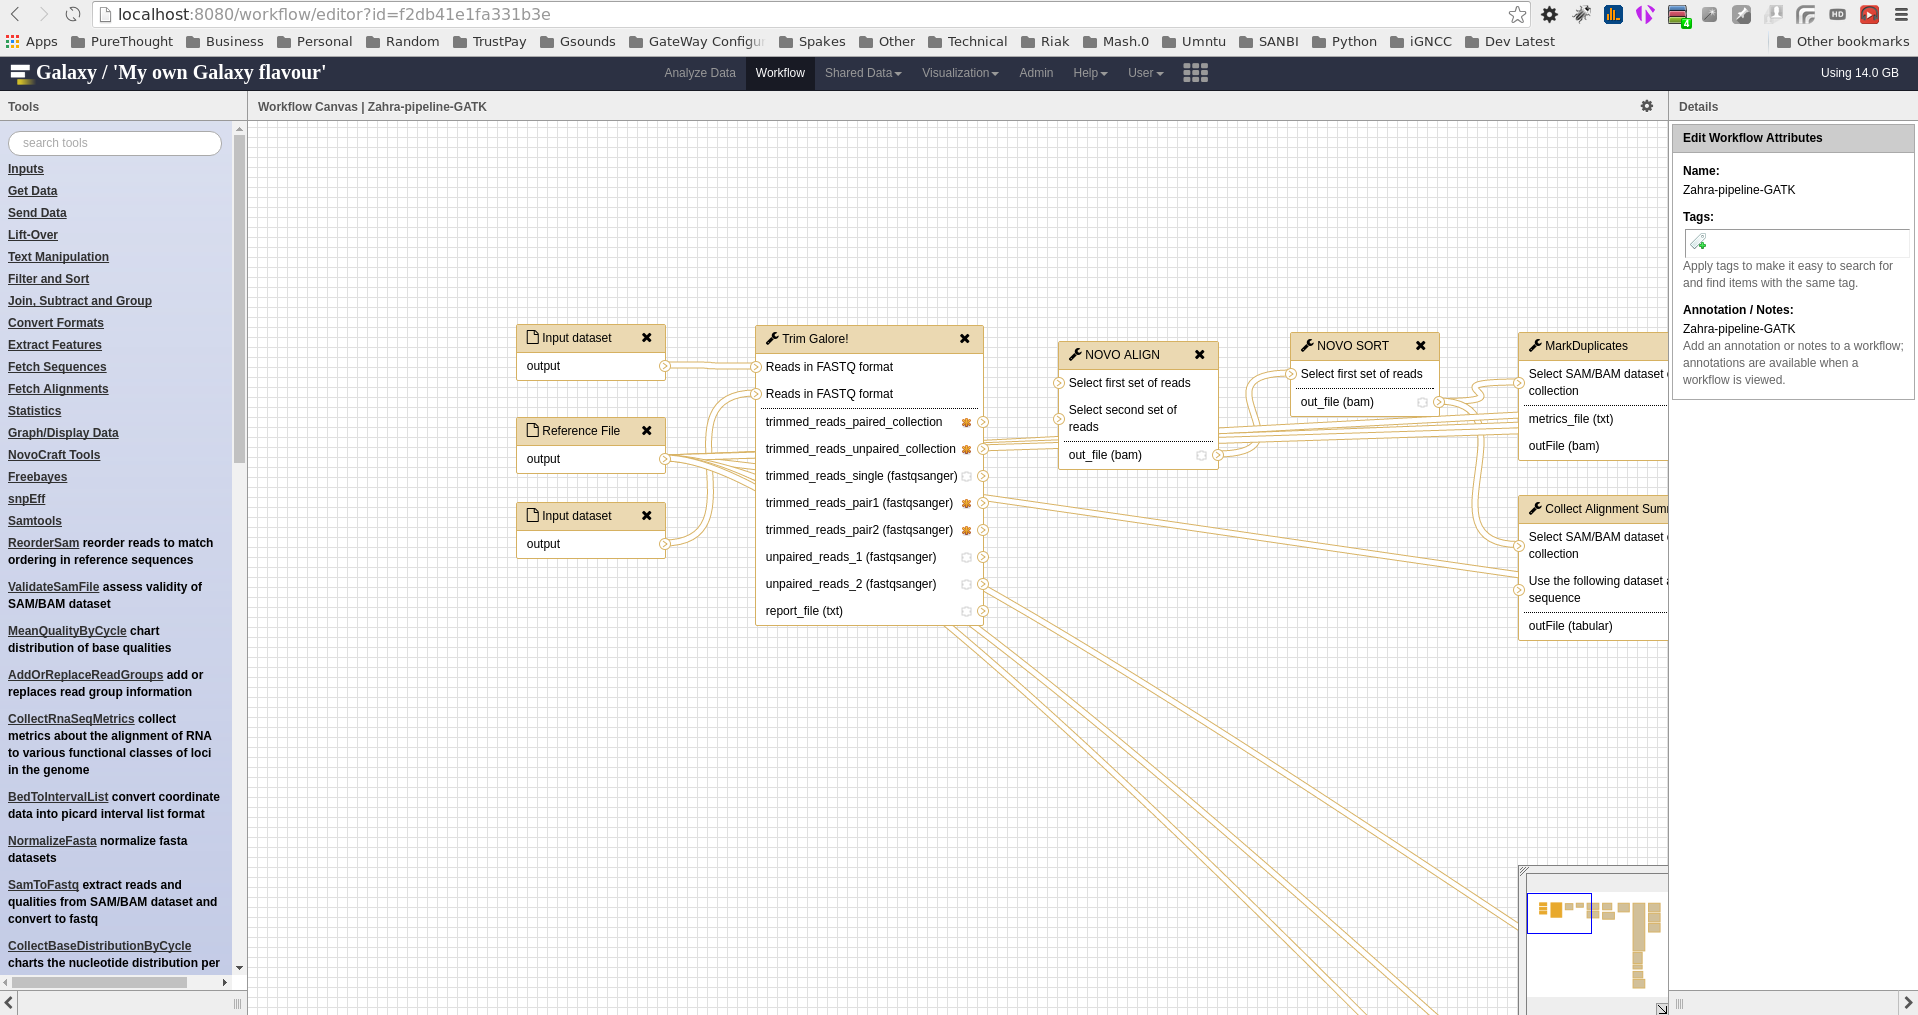 localhost:8080/workflow/editor?id=f2db41e1fa331b3e
4
HD
Apps PureThought Business Personal Random TrustPay Gsounds GateWay Configur Spakes Other Technical Riak Mash.0 Umntu SANBI Python iGNCC Dev Latest Other bookmarks
Galaxy / 'My own Galaxy flavour'
Analyze Data Workflow Shared Data Visualization Admin Help User
Using 14.0 GB
Tools
search tools
Inputs
Get Data
Send Data
Lift-Over
Text Manipulation
Filter and Sort
Join, Subtract and Group
Convert Formats
Extract Features
Fetch Sequences
Fetch Alignments
Statistics
Graph/Display Data
NovoCraft Tools
Freebayes
snpEff
Samtools
ReorderSam reorder reads to match
ordering in reference sequences
ValidateSamFile assess validity of
SAM/BAM dataset
MeanQualityByCycle chart
distribution of base qualities
AddOrReplaceReadGroups add or
replaces read group information
CollectRnaSeqMetrics collect
metrics about the alignment of RNA
to various functional classes of loci
in the genome
BedToIntervalList convert coordinate
data into picard interval list format
NormalizeFasta normalize fasta
datasets
SamToFastq extract reads and
qualities from SAM/BAM dataset and
convert to fastq
CollectBaseDistributionByCycle
charts the nucleotide distribution per
Workflow Canvas | Zahra-pipeline-GATK
Input dataset
output
Reference File
output
Input dataset
output
Trim Galore!
Reads in FASTQ format
Reads in FASTQ format
trimmed_reads_paired_collection
trimmed_reads_unpaired_collection
trimmed_reads_single (fastqsanger)
trimmed_reads_pair1 (fastqsanger)
trimmed_reads_pair2 (fastqsanger)
unpaired_reads_1 (fastqsanger)
unpaired_reads_2 (fastqsanger)
report_file (txt)
NOVO ALIGN
Select first set of reads
Select second set of
reads
out_file (bam)
NOVO SORT
Select first set of reads
out_file (bam)
MarkDuplicates
Select SAM/BAM dataset
collection
metrics_file (txt)
outFile (bam)
Collect Alignment Sum
Select SAM/BAM dataset
collection
Use the following dataset
sequence
outFile (tabular)
Details
Edit Workflow Attributes
Name:
Zahra-pipeline-GATK
Tags:
Apply tags to make it easy to search for
and find items with the same tag.
Annotation / Notes:
Zahra-pipeline-GATK
Add an annotation or notes to a workflow;
annotations are available when a
workflow is viewed.